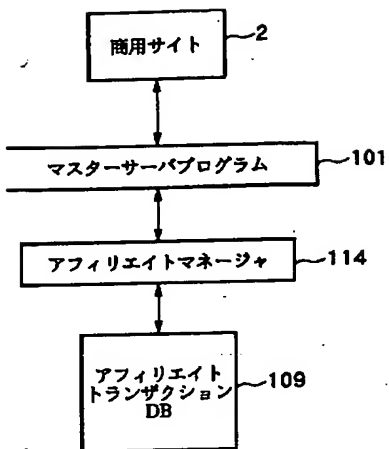 商用サイト
2
マスターサーバプログラム
101
アフィリエイトマネージャ
114
アフィリエイト
トランザクション
DB
109